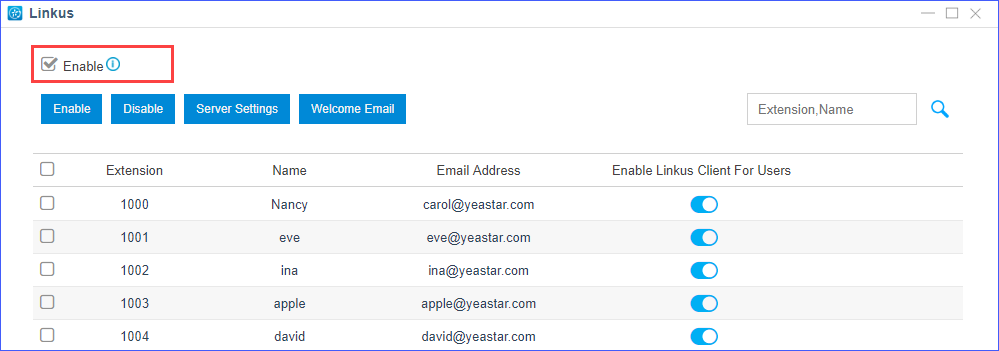 Linkus
Enable
Enable Disable Server Settings Welcome Email Extension,Name
Extension Name Email Address Enable Linkus Client For Users
1000 Nancy carol@yeastar.com
1001 eve eve@yeastar.com
1002 ina ina@yeastar.com
1003 apple apple@yeastar.com
1004 david david@yeastar.com